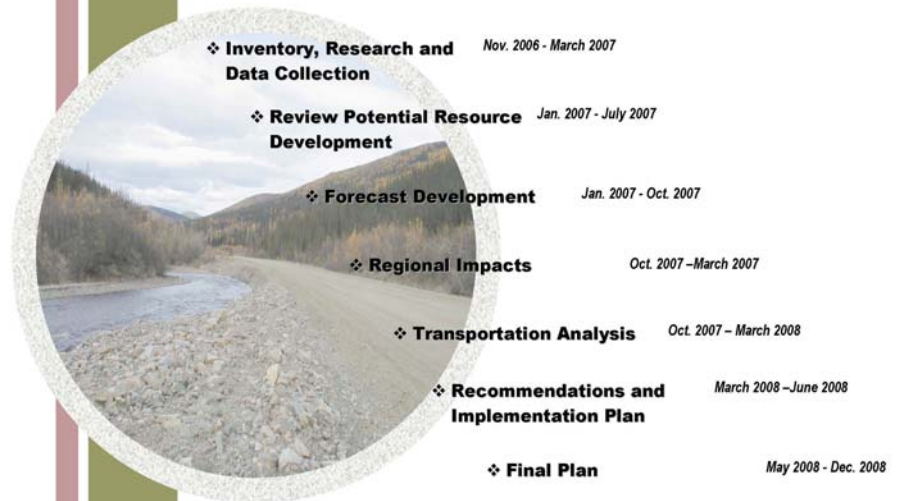 ❖ Inventory, Research and Nov. 2006 - March 2007
Data Collection
❖ Review Potential Resource Jan. 2007 - July 2007
Development
❖ Forecast Development Jan. 2007 - Oct. 2007
❖ Regional Impacts Oct. 2007 –March 2007
❖ Transportation Analysis Oct. 2007 – March 2008
❖ Recommendations and March 2008 –June 2008
Implementation Plan
❖ Final Plan May 2008 - Dec. 2008